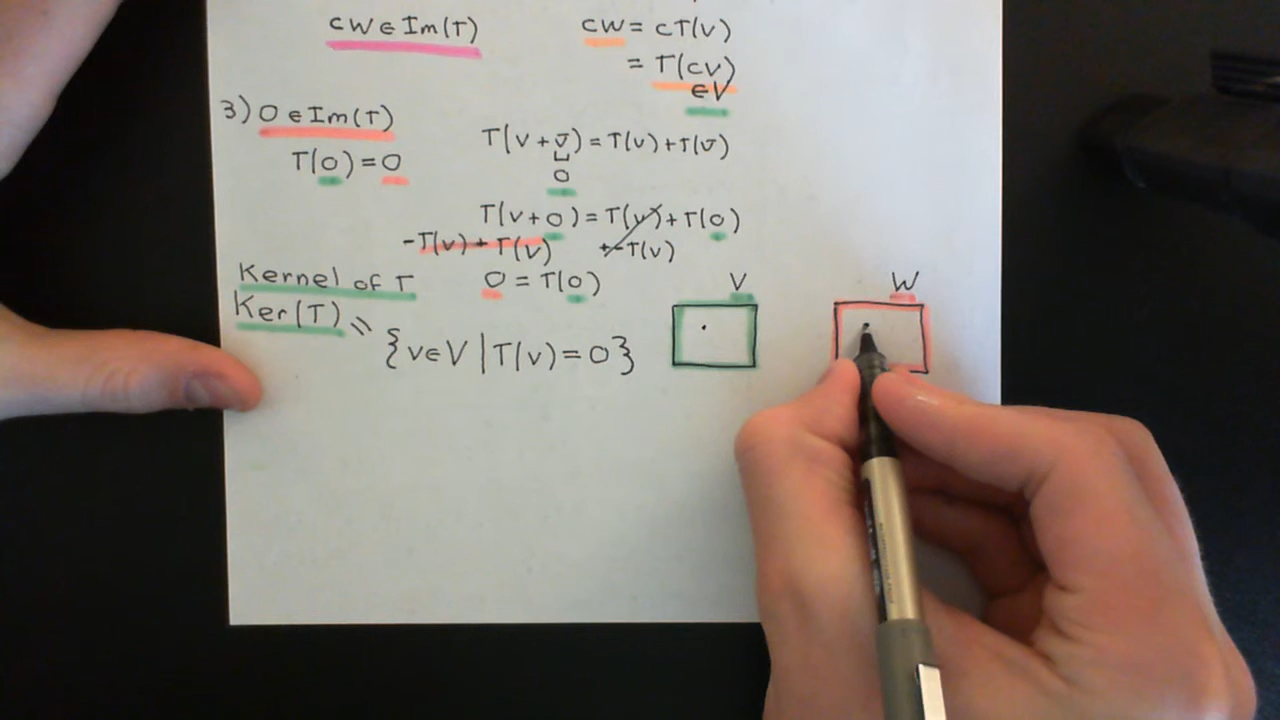 cw ∈ Im(T)
cw = cT(v)
= T(cv)
∈V
3) 0 ∈ Im(T)
T(0) = 0
T(v + v̄) = T(v) + T(v̄)
0
T(v + 0) = T(v) + T(0)
-T(v) + T(v) + -T(v)
Kernel of T
0 = T(0)
Ker(T) = {v∈V | T(v) = 0}
V
W